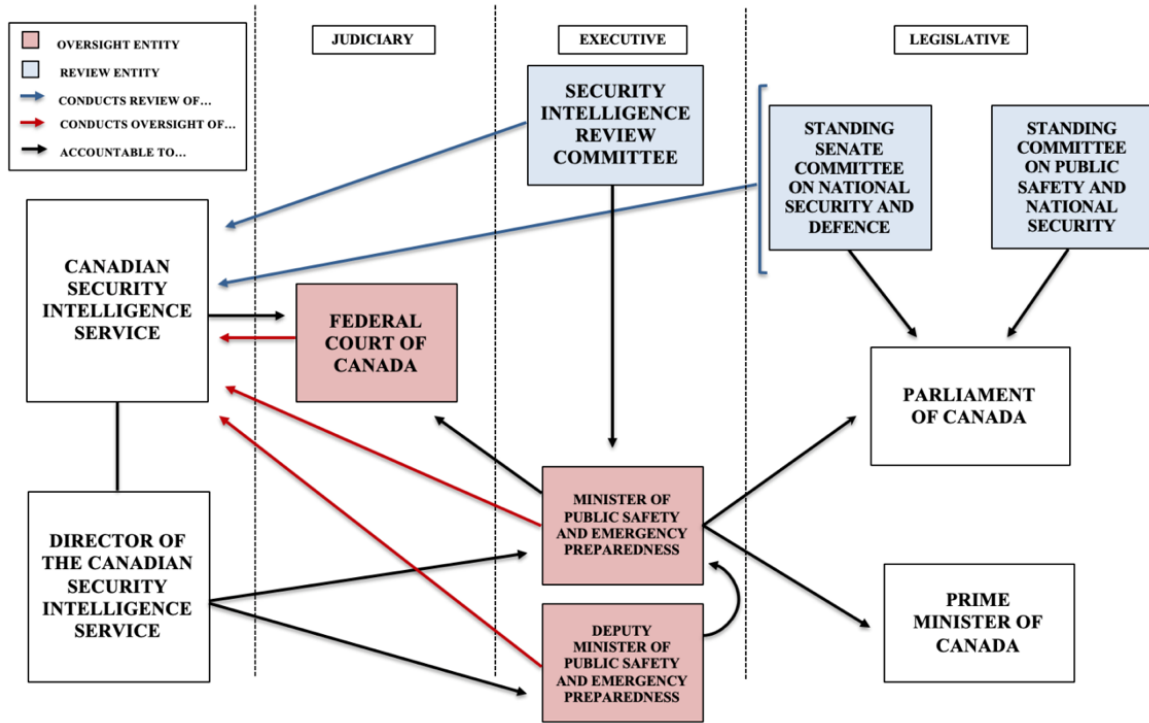 OVERSIGHT ENTITY
REVIEW ENTITY
CONDUCTS REVIEW OF...
CONDUCTS OVERSIGHT OF...
ACCOUNTABLE TO...
JUDICIARY
EXECUTIVE
LEGISLATIVE
SECURITY
INTELLIGENCE
REVIEW
COMMITTEE
STANDING
SENATE
COMMITTEE
ON NATIONAL
SECURITY AND
DEFENCE
STANDING
COMMITTEE
ON PUBLIC
SAFETY AND
NATIONAL
SECURITY
CANADIAN
SECURITY
INTELLIGENCE
SERVICE
FEDERAL
COURT OF
CANADA
PARLIAMENT
OF CANADA
DIRECTOR OF
THE CANADIAN
SECURITY
INTELLIGENCE
SERVICE
MINISTER OF
PUBLIC SAFETY
AND EMERGENCY
PREPAREDNESS
DEPUTY
MINISTER OF
PUBLIC SAFETY
AND EMERGENCY
PREPAREDNESS
PRIME
MINISTER OF
CANADA